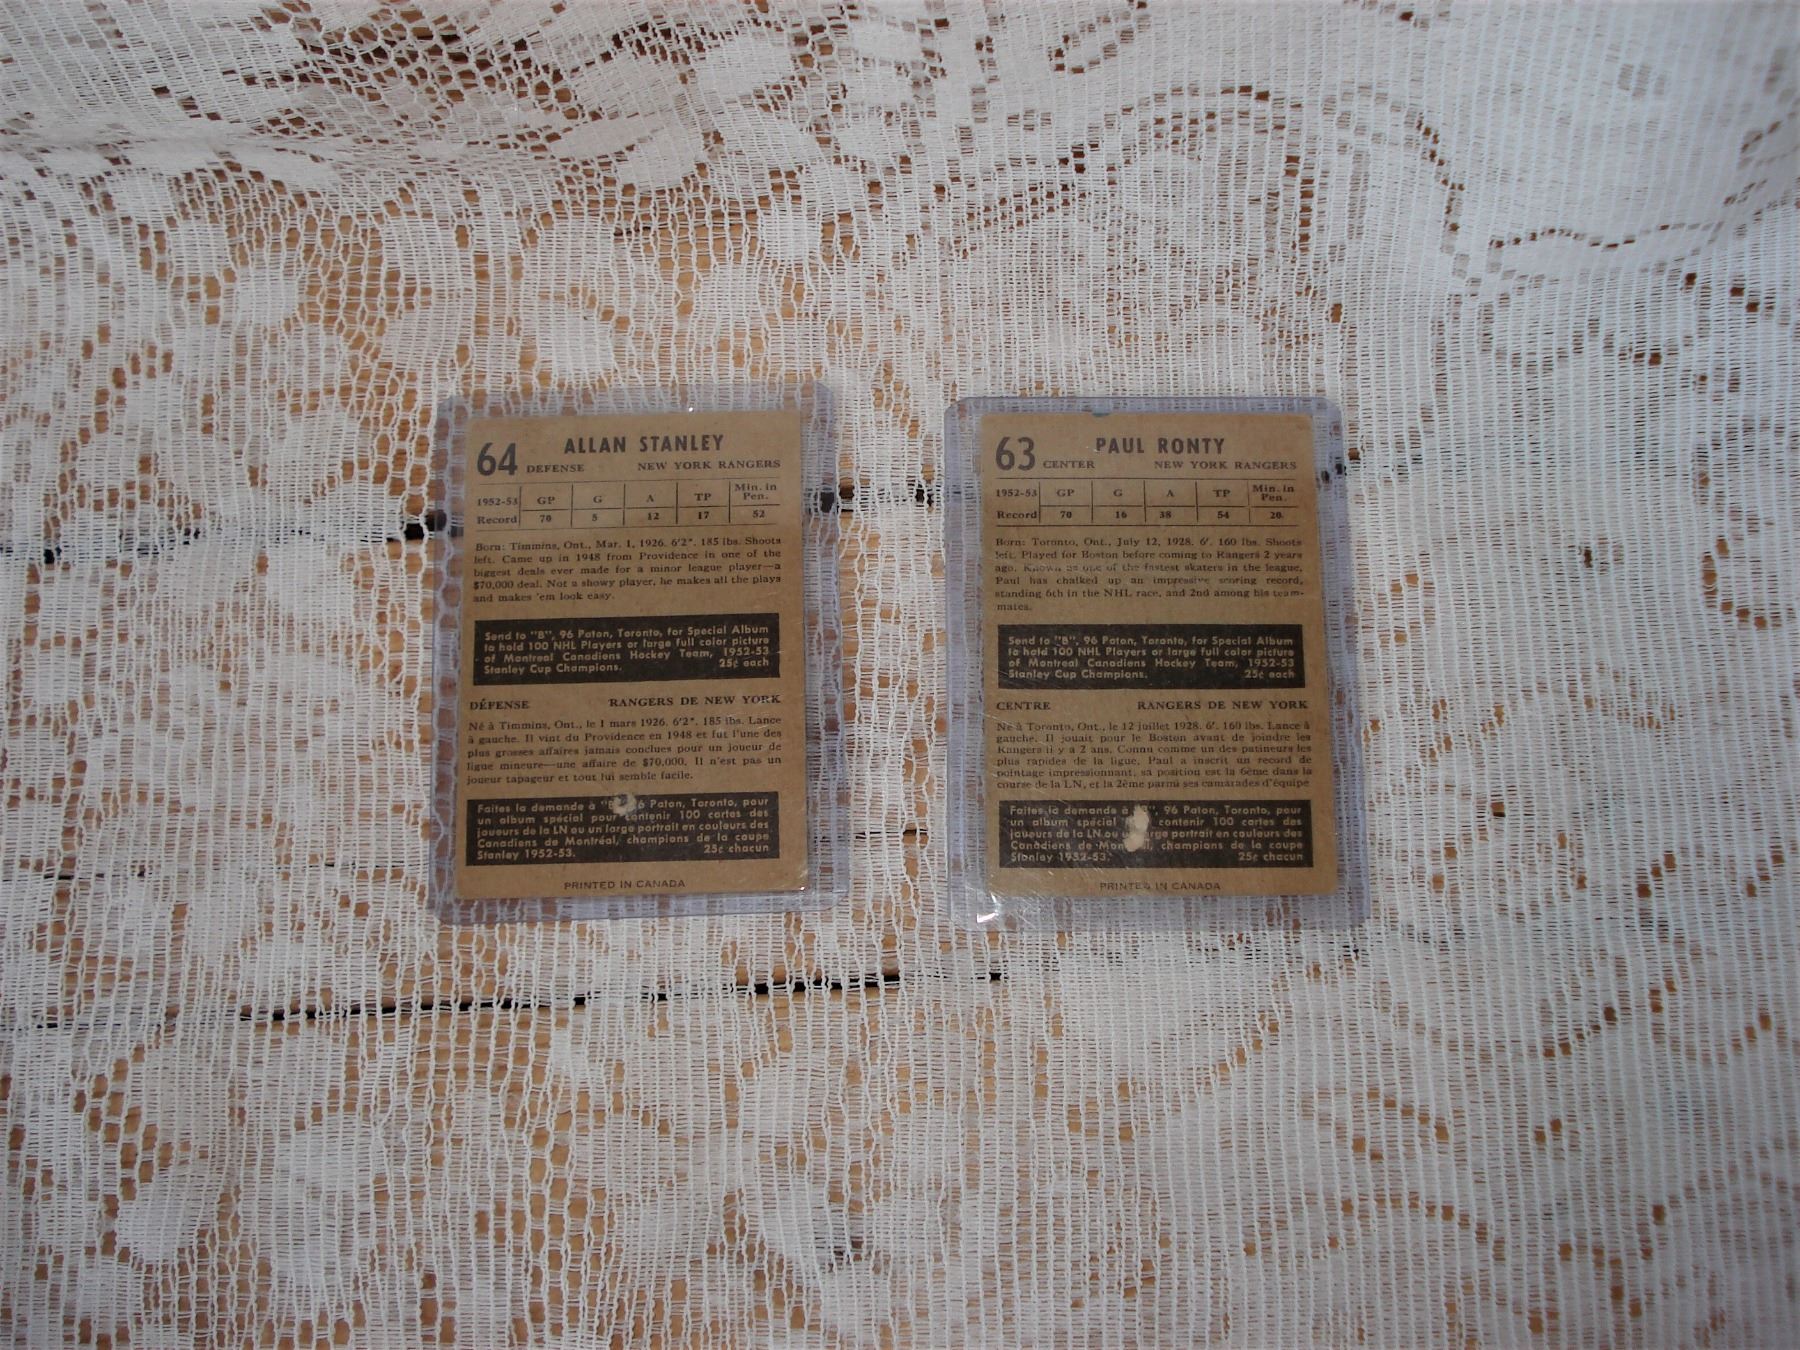 64 ALLAN STANLEY
DEFENSE NEW YORK RANGERS
1952-53 GP G A TP Min. in Pen.
Record 70 5 12 17 52
Born: Timmins, Ont., Mar. 1, 1926. 6'2". 185 lbs. Shoots
left. Came up in 1948 from Providence in one of the
biggest deals ever made for a minor league player—a
$70,000 deal. Not a showy player, he makes all the plays
and makes 'em look easy.
Send to "B", 96 Paton, Toronto, for Special Album
to hold 100 NHL Players or large full color picture
of Montreal Canadiens Hockey Team, 1952-53
Stanley Cup Champions. 25¢ each
DÉFENSE RANGERS DE NEW YORK
Né à Timmins, Ont., le 1 mars 1926. 6'2". 185 lbs. Lance
à gauche. Il vint du Providence en 1948 et fut l'une des
plus grosses affaires jamais conclues pour un joueur de
ligue mineure—une affaire de $70,000. Il n'est pas un
joueur tapageur et tout lui semble facile.
Faites la demande à "B 6 Paton, Toronto, pour
un album spécial pour contenir 100 cartes des
joueurs de la LN ou un large portrait en couleurs des
Canadiens de Montréal, champions de la coupe
Stanley 1952-53. 25¢ chacun
PRINTED IN CANADA
63 PAUL RONTY
CENTER NEW YORK RANGERS
1952-53 GP G A TP Min. in Pen.
Record 70 16 38 54 20
Born: Toronto, Ont., July 12, 1928. 6'. 160 lbs. Shoots
left. Played for Boston before coming to Rangers 2 years
ago. Known as one of the fastest skaters in the league,
Paul has chalked up an impressive scoring record,
standing 6th in the NHL race, and 2nd among his team-
mates.
Send to "B", 96 Paton, Toronto, for Special Album
to hold 100 NHL Players or large full color picture
of Montreal Canadiens Hockey Team, 1952-53
Stanley Cup Champions. 25¢ each
CENTRE RANGERS DE NEW YORK
Né à Toronto, Ont., le 12 juillet 1928. 6'. 160 lbs. Lance à
gauche. Il jouait pour le Boston avant de joindre les
Rangers il y a 2 ans. Connu comme un des patineurs les
plus rapides de la ligue, Paul a inscrit un record de
pointage impressionnant, sa position est la 6ème dans la
course de la LN, et la 2ème parmi ses camarades d'équipe
Faites la demande à "B", 96 Paton, Toronto, pour
un album spécial contenir 100 cartes des
joueurs de la LN ou large portrait en couleurs des
Canadiens de Montréal, champions de la coupe
Stanley 1952-53. 25¢ chacun
PRINTED IN CANADA